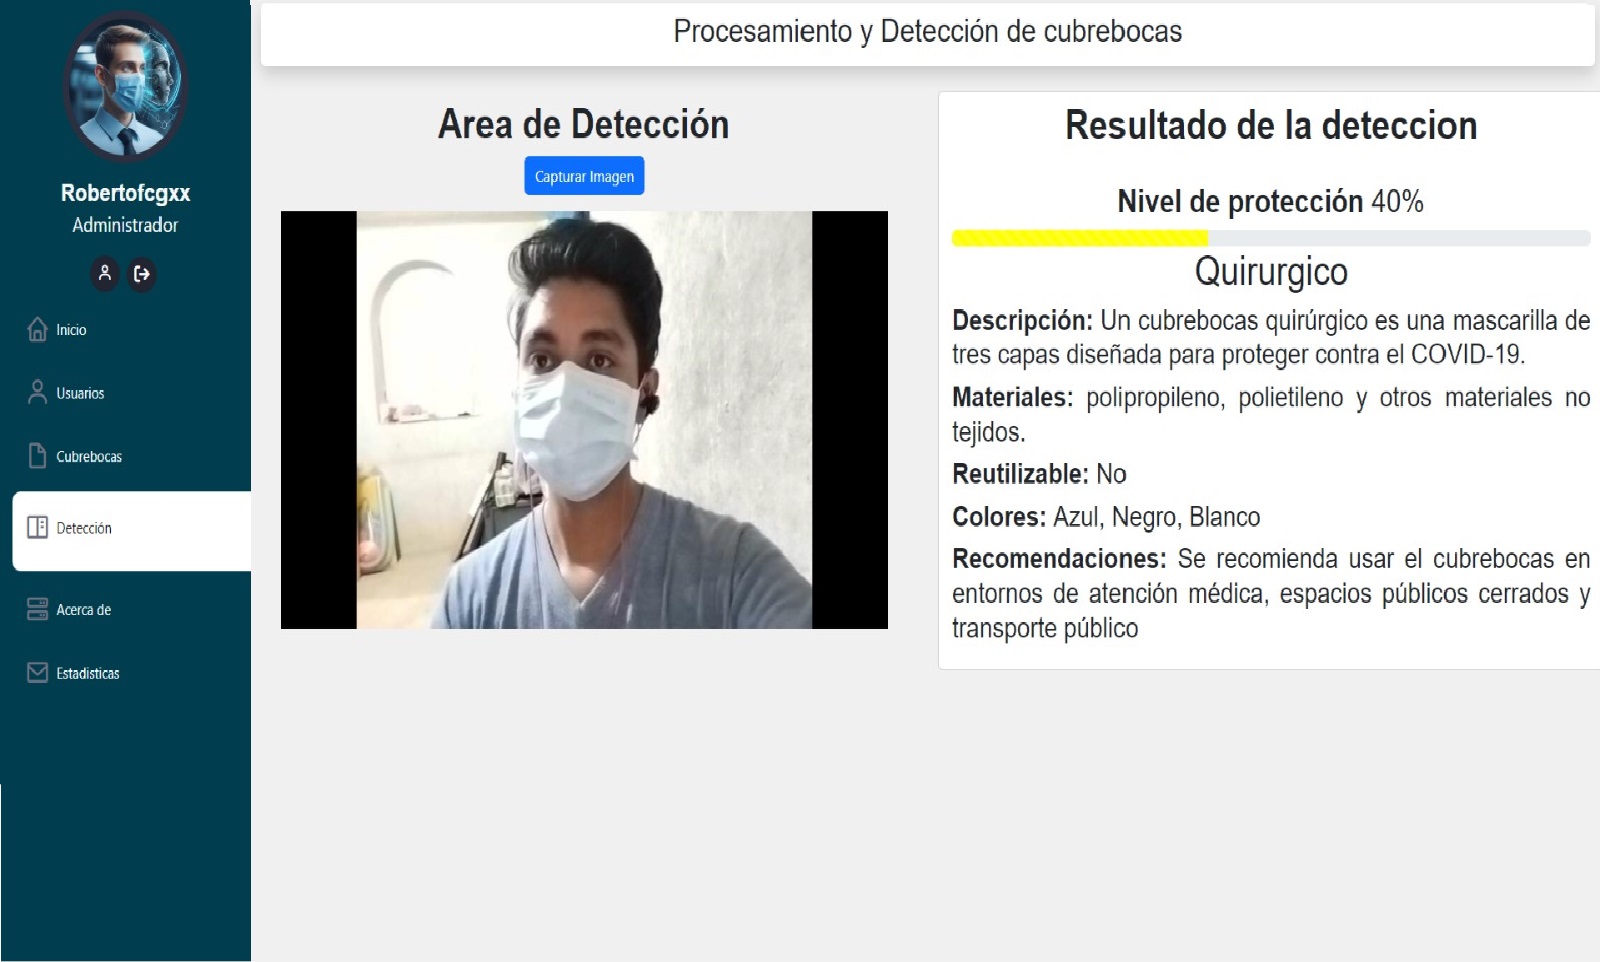 Robertofcgxx
Administrador
Inicio
Usuarios
Cubrebocas
Detección
Acerca de
Estadisticas
Procesamiento y Detección de cubrebocas
Area de Detección
Capturar Imagen
Resultado de la deteccion
Nivel de protección 40%
Quirurgico
Descripción: Un cubrebocas quirúrgico es una mascarilla de
tres capas diseñada para proteger contra el COVID-19.
Materiales: polipropileno, polietileno y otros materiales no
tejidos.
Reutilizable: No
Colores: Azul, Negro, Blanco
Recomendaciones: Se recomienda usar el cubrebocas en
entornos de atención médica, espacios públicos cerrados y
transporte público